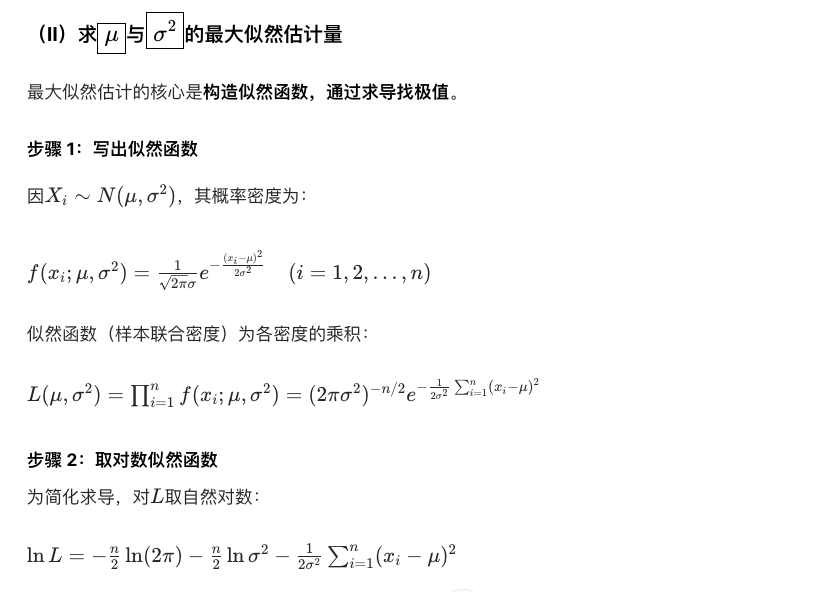 （II）求 $\boxed{\mu}$ 与 $\boxed{\sigma^2}$ 的最大似然估计量
最大似然估计的核心是构造似然函数，通过求导找极值。
步骤 1：写出似然函数
因$X_i \sim N(\mu, \sigma^2)$，其概率密度为：
$f(x_i; \mu, \sigma^2) = \frac{1}{\sqrt{2\pi}\sigma} e^{-\frac{(x_i-\mu)^2}{2\sigma^2}} \quad (i = 1, 2, \ldots, n)$
似然函数（样本联合密度）为各密度的乘积：
$L(\mu, \sigma^2) = \prod_{i=1}^{n} f(x_i; \mu, \sigma^2) = (2\pi\sigma^2)^{-n/2} e^{-\frac{1}{2\sigma^2} \sum_{i=1}^{n} (x_i-\mu)^2}$
步骤 2：取对数似然函数
为简化求导，对$L$取自然对数：
$\ln L = -\frac{n}{2} \ln(2\pi) - \frac{n}{2} \ln \sigma^2 - \frac{1}{2\sigma^2} \sum_{i=1}^{n} (x_i - \mu)^2$